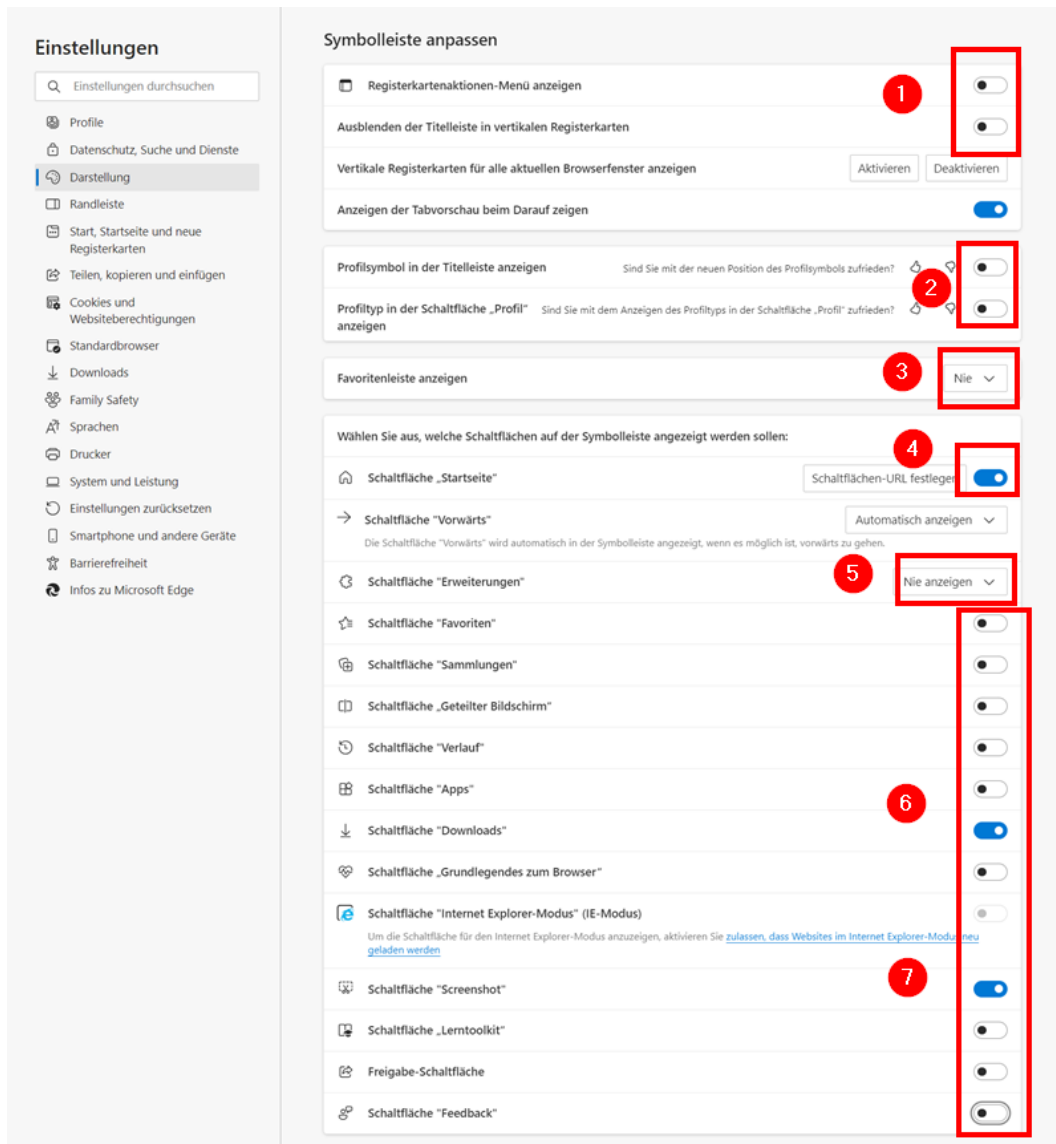 Einstellungen
Einstellungen durchsuchen
Profile
Datenschutz, Suche und Dienste
Darstellung
Randleiste
Start, Startseite und neue
Registerkarten
Teilen, kopieren und einfügen
Cookies und
Websiteberechtigungen
Standardbrowser
Downloads
Family Safety
Sprachen
Drucker
System und Leistung
Einstellungen zurücksetzen
Smartphone und andere Geräte
Barrierefreiheit
Infos zu Microsoft Edge
Symbolleiste anpassen
Registerkartenaktionen-Menü anzeigen
1
Ausblenden der Titelleiste in vertikalen Registerkarten
Vertikale Registerkarten für alle aktuellen Browserfenster anzeigen Aktivieren Deaktivieren
Anzeigen der Tabvorschau beim Darauf zeigen
Profilsymbol in der Titelleiste anzeigen Sind Sie mit der neuen Position des Profilsymbols zufrieden?
2
Profiltyp in der Schaltfläche „Profil" Sind Sie mit dem Anzeigen des Profiltyps in der Schaltfläche „Profil" zufrieden?
anzeigen
Favoritenleiste anzeigen 3 Nie
Wählen Sie aus, welche Schaltflächen auf der Symbolleiste angezeigt werden sollen:
4
Schaltfläche „Startseite" Schaltflächen-URL festlegen
Schaltfläche "Vorwärts" Automatisch anzeigen
Die Schaltfläche "Vorwärts" wird automatisch in der Symbolleiste angezeigt, wenn es möglich ist, vorwärts zu gehen.
Schaltfläche "Erweiterungen" 5 Nie anzeigen
Schaltfläche "Favoriten"
Schaltfläche "Sammlungen"
Schaltfläche „Geteilter Bildschirm"
Schaltfläche "Verlauf"
Schaltfläche "Apps"
6
Schaltfläche "Downloads"
Schaltfläche „Grundlegendes zum Browser"
Schaltfläche "Internet Explorer-Modus" (IE-Modus)
Um die Schaltfläche für den Internet Explorer-Modus anzuzeigen, aktivieren Sie zulassen, dass Websites im Internet Explorer-Modus neu
geladen werden
7
Schaltfläche "Screenshot"
Schaltfläche „Lerntoolkit"
Freigabe-Schaltfläche
Schaltfläche "Feedback"